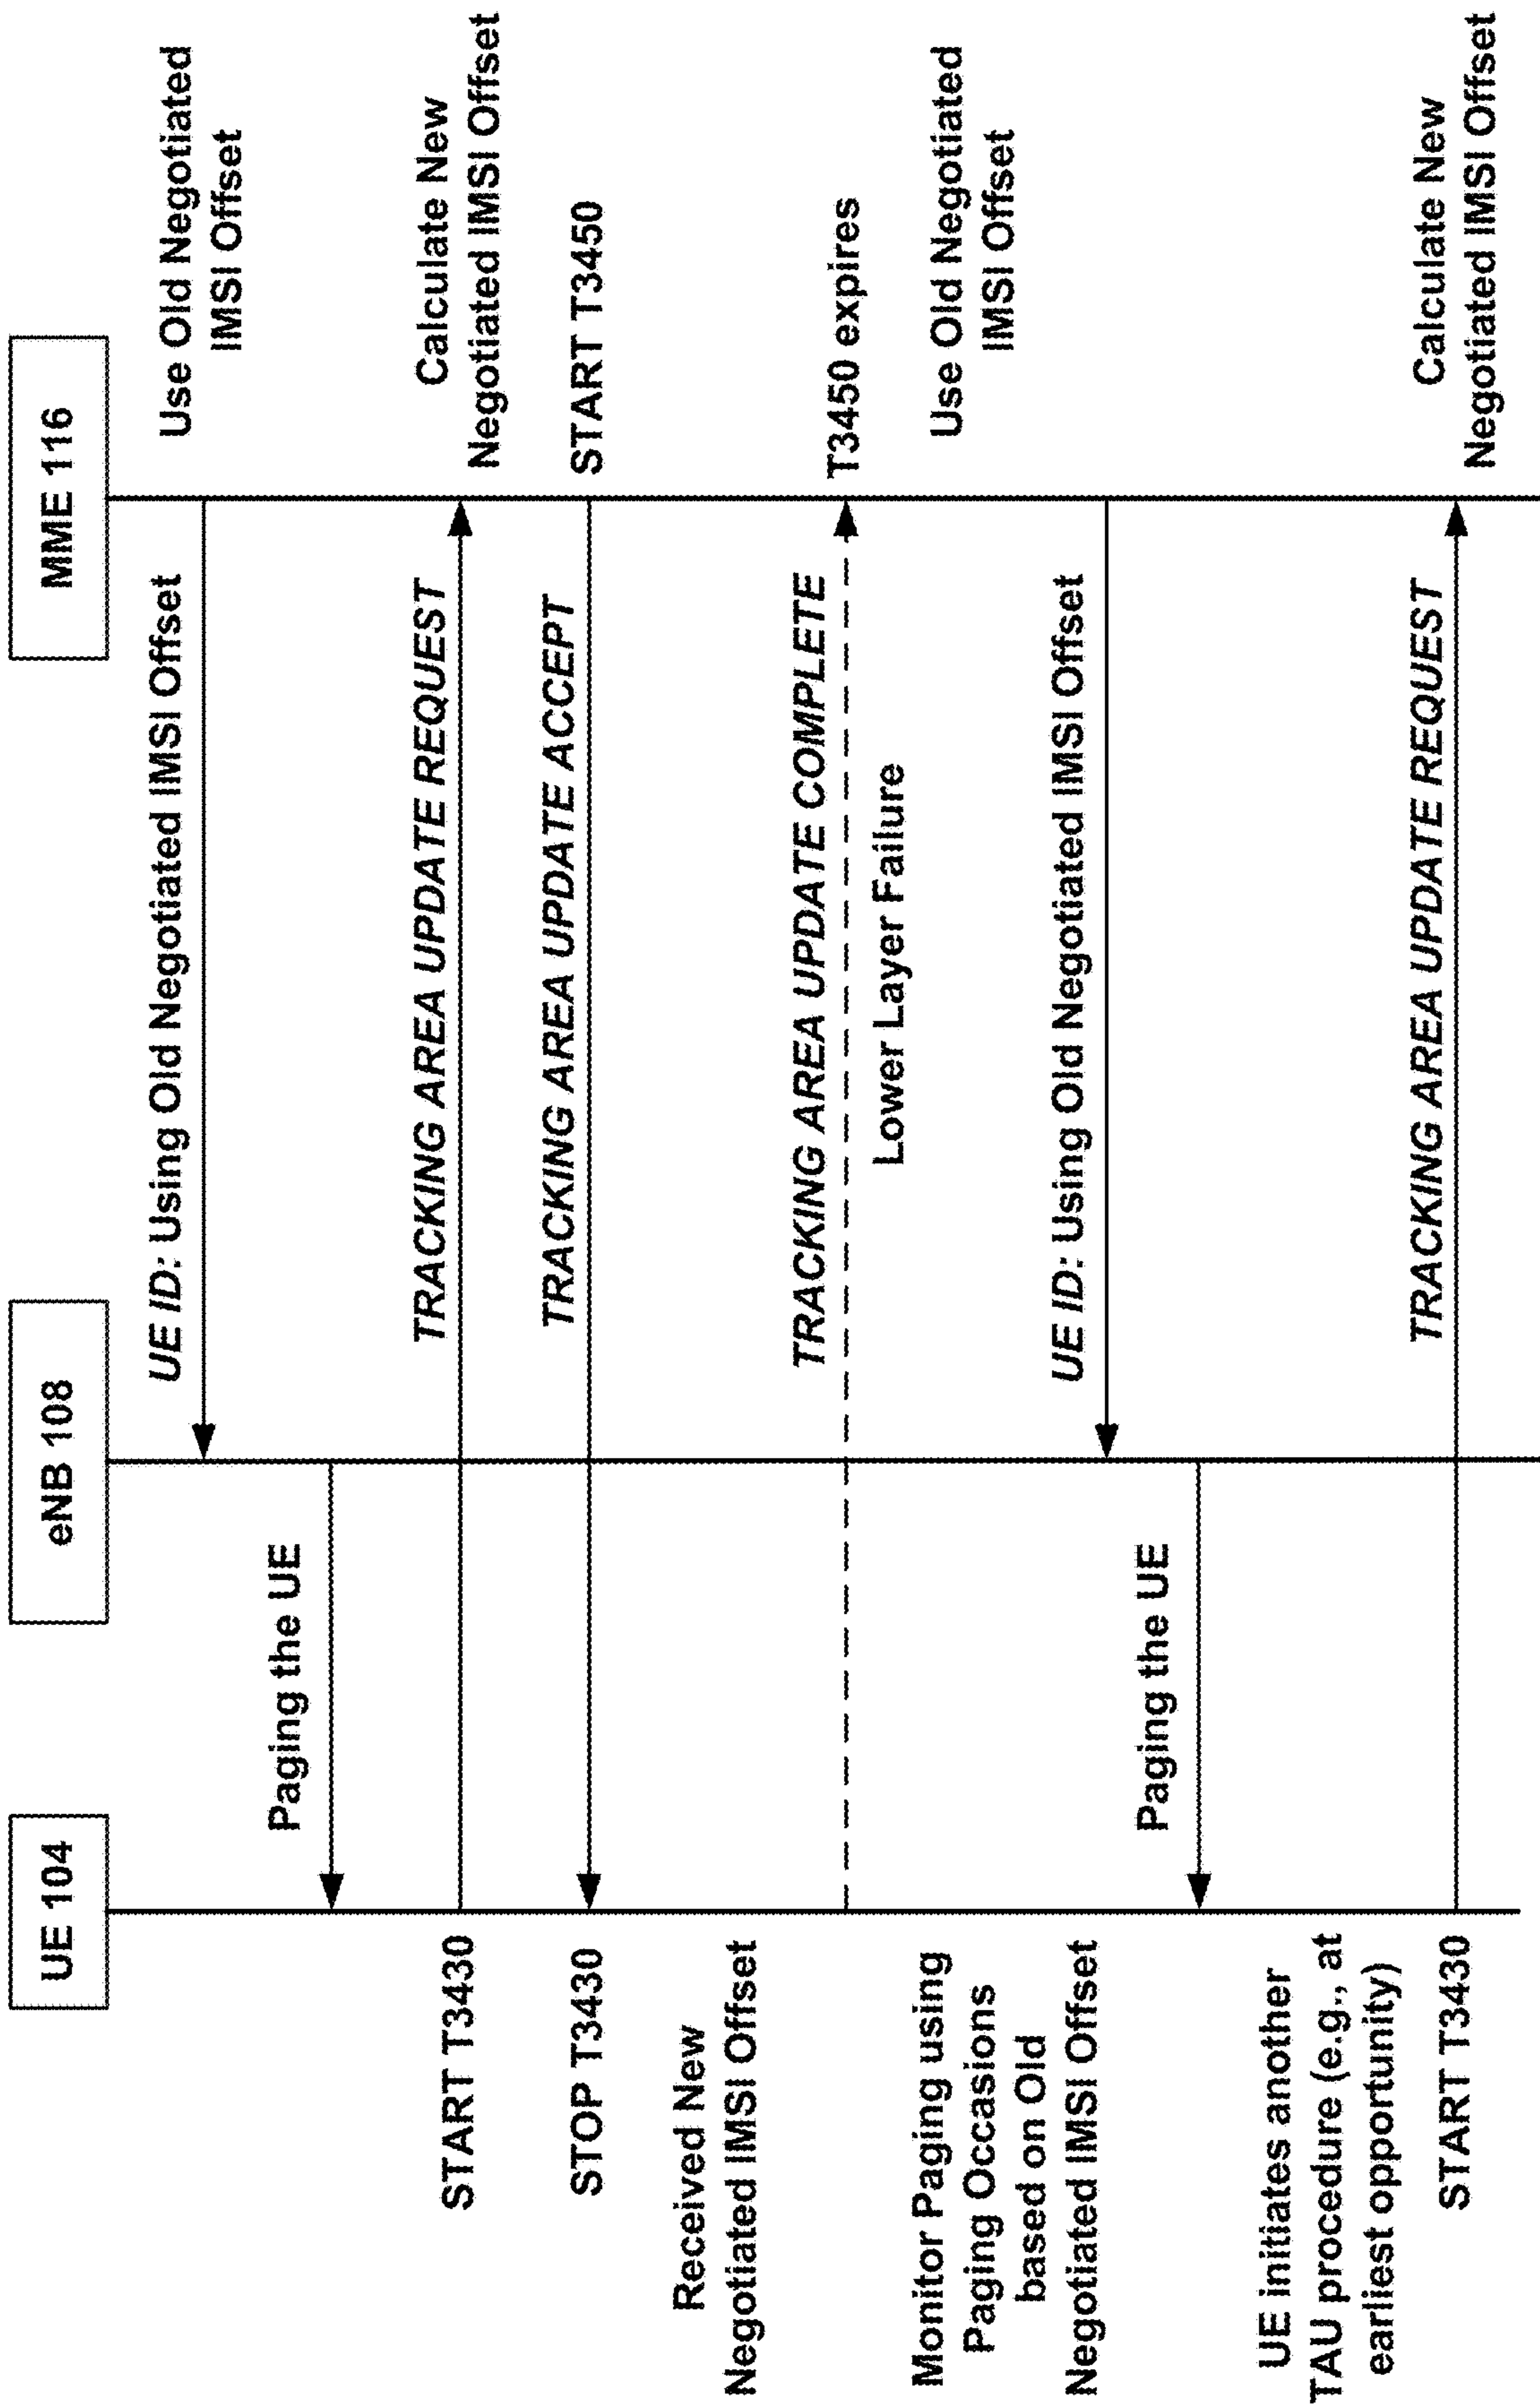 UE 104
eNB 108
MME 116
Use Old Negotiated
IMSI Offset
UE ID: Using Old Negotiated IMSI Offset
Paging the UE
START T3430
TRACKING AREA UPDATE REQUEST
Calculate New
Negotiated IMSI Offset
STOP T3430
TRACKING AREA UPDATE ACCEPT
START T3450
Received New
Negotiated IMSI Offset
TRACKING AREA UPDATE COMPLETE
T3450 expires
Lower Layer Failure
Monitor Paging using
Paging Occasions
based on Old
Negotiated IMSI Offset
Use Old Negotiated
IMSI Offset
UE ID: Using Old Negotiated IMSI Offset
Paging the UE
UE initiates another
TAU procedure (e.g., at
earliest opportunity)
START T3430
TRACKING AREA UPDATE REQUEST
Calculate New
Negotiated IMSI Offset